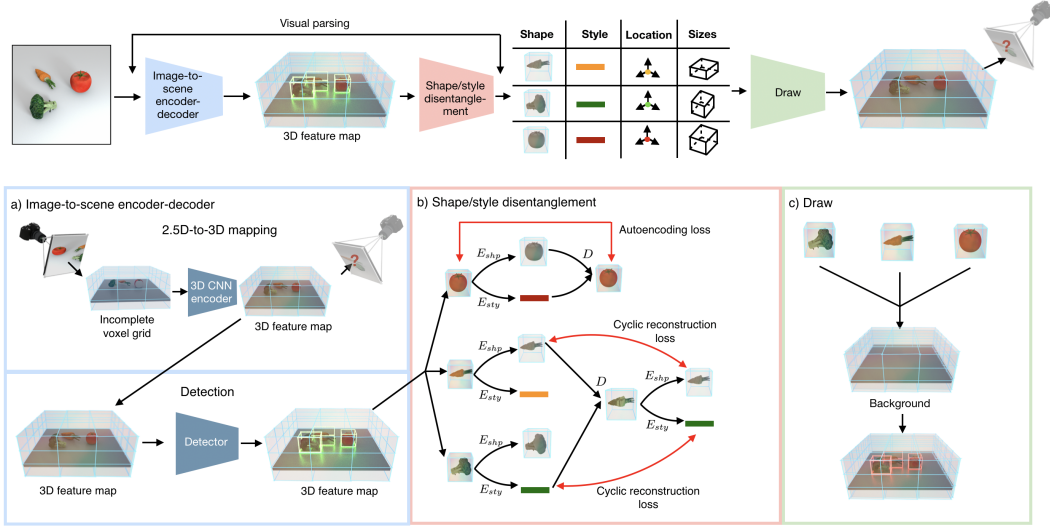 Visual parsing
Shape Style Location Sizes
Image-to-
scene
encoder-
decoder
3D feature map
Shape/style
disentangle-
ment
Draw
?
a) Image-to-scene encoder-decoder
2.5D-to-3D mapping
?
Incomplete
voxel grid
3D CNN
encoder
3D feature map
Detection
3D feature map
Detector
3D feature map
b) Shape/style disentanglement
Autoencoding loss
E_shp
D
E_sty
Cyclic reconstruction
loss
E_shp
E_sty
D
E_shp
E_sty
E_shp
E_sty
Cyclic reconstruction
loss
c) Draw
Background